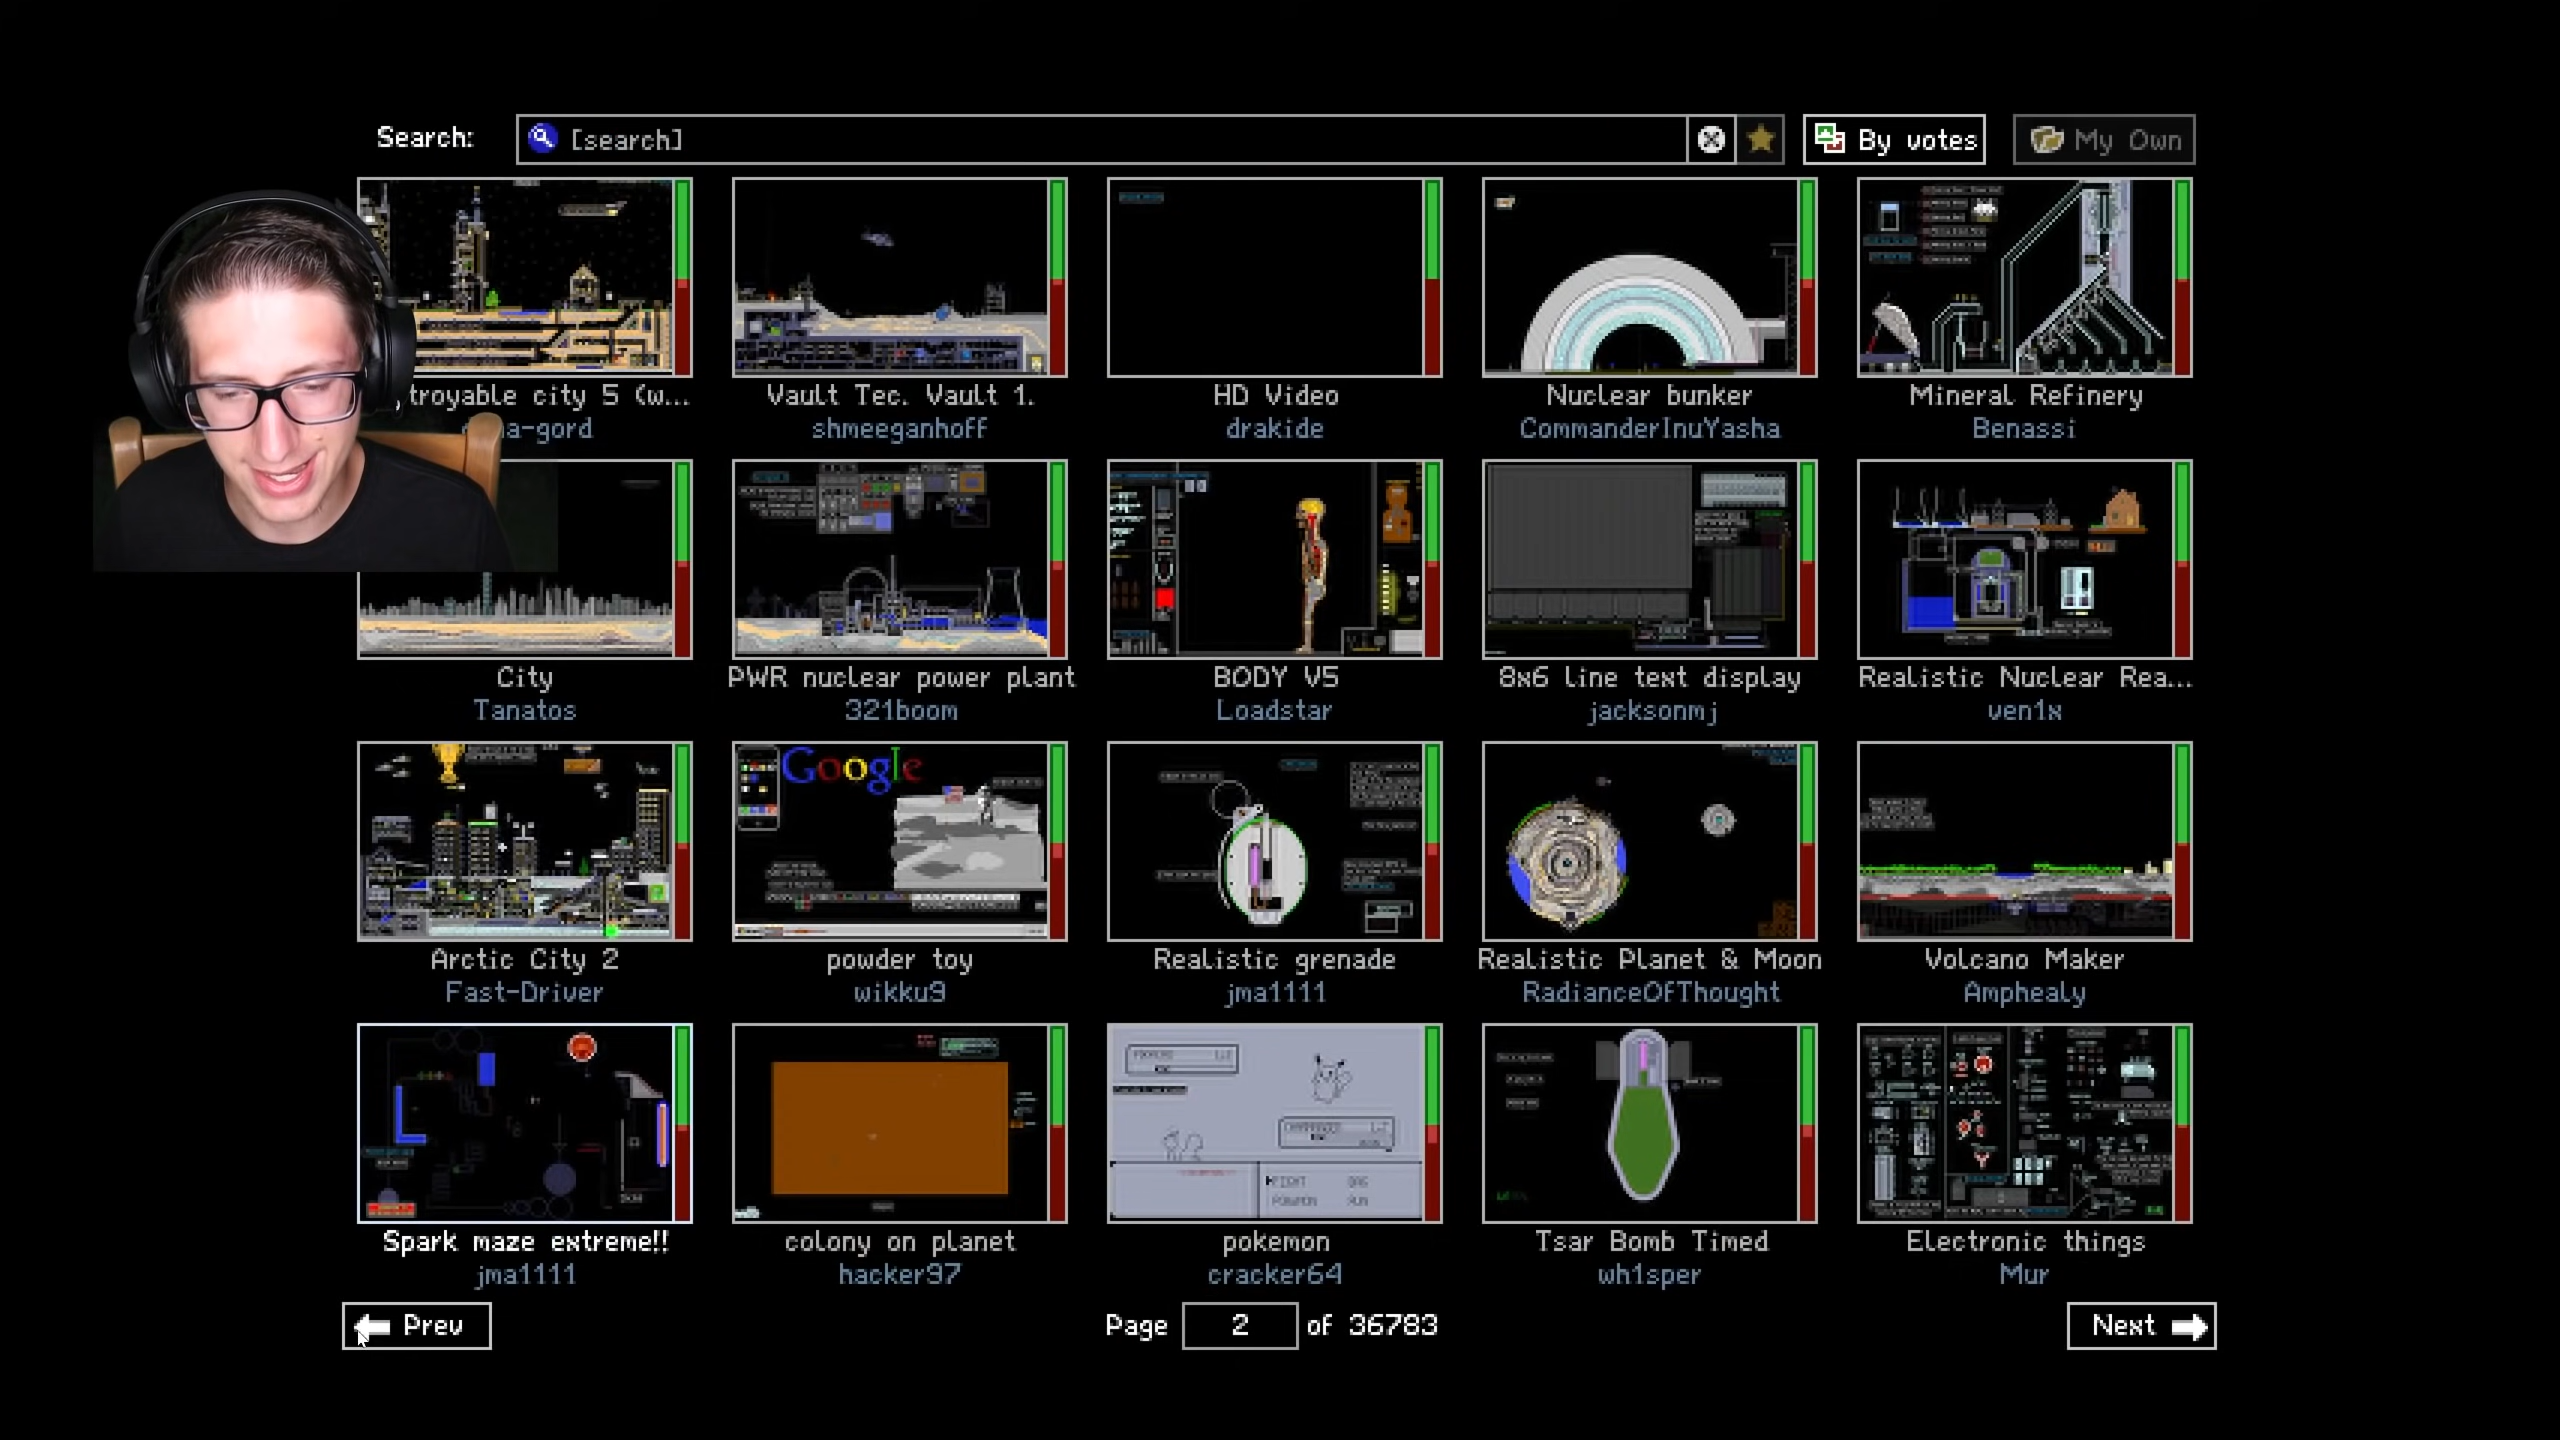 Search: [search] By votes My Own
troyable city 5 (w... Vault Tec. Vault 1. HD Video Nuclear bunker Mineral Refinery
a-gord shmeeganhoff drakide CommanderInuYasha Benassi
City PWR nuclear power plant BODY V5 8x6 line text display Realistic Nuclear Rea...
Tanatos 321boom Loadstar jacksonmj ven1x
Google
Arctic City 2 powder toy Realistic grenade Realistic Planet & Moon Volcano Maker
Fast-Driver wikku9 jma1111 RadianceOfThought Amphealy
FIGHT BAG
POKEMON RUN
Spark maze extreme!! colony on planet pokemon Tsar Bomb Timed Electronic things
jma1111 hacker97 cracker64 wh1sper Mur
Prev Page 2 of 36783 Next